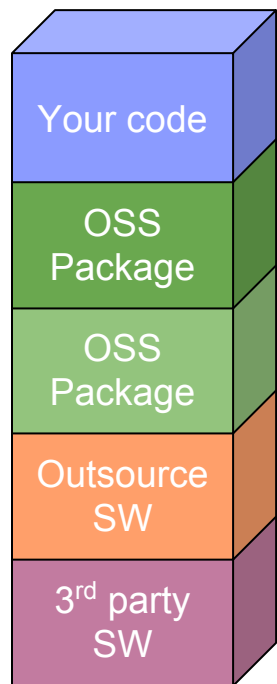 Your code
OSS
Package
OSS
Package
Outsource
SW
3rd party
SW